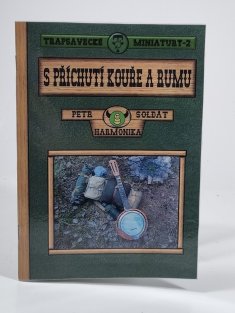 TRAPSAVECKÉ MINIATURY-2
S PŘÍCHUTÍ KOUŘE A RUMU
PETR SOLDÁT
HARMONIKA